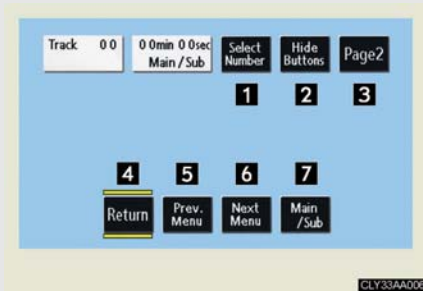 Track 0 0
0 0min 0 0sec
Main / Sub
Select
Number
Hide
Buttons
Page2
1
2
3
4
5
6
7
Return
Prev.
Menu
Next
Menu
Main
/Sub
CLY33AA006